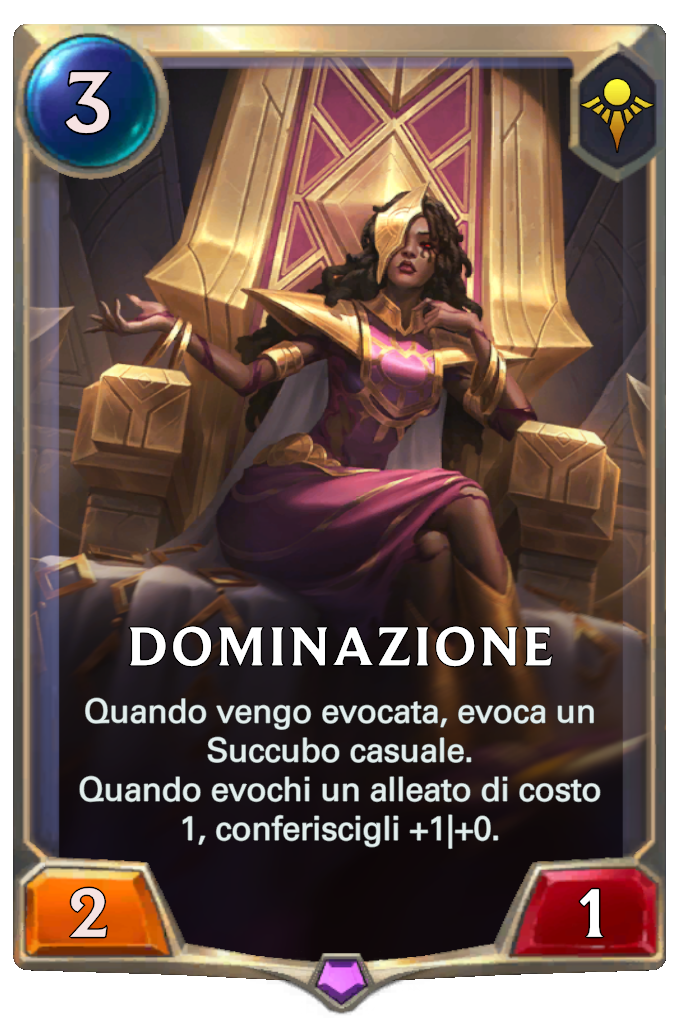 3
DOMINAZIONE
Quando vengo evocata, evoca un
Succubo casuale.
Quando evochi un alleato di costo
1, conferiscigli +1|+0.
2
1